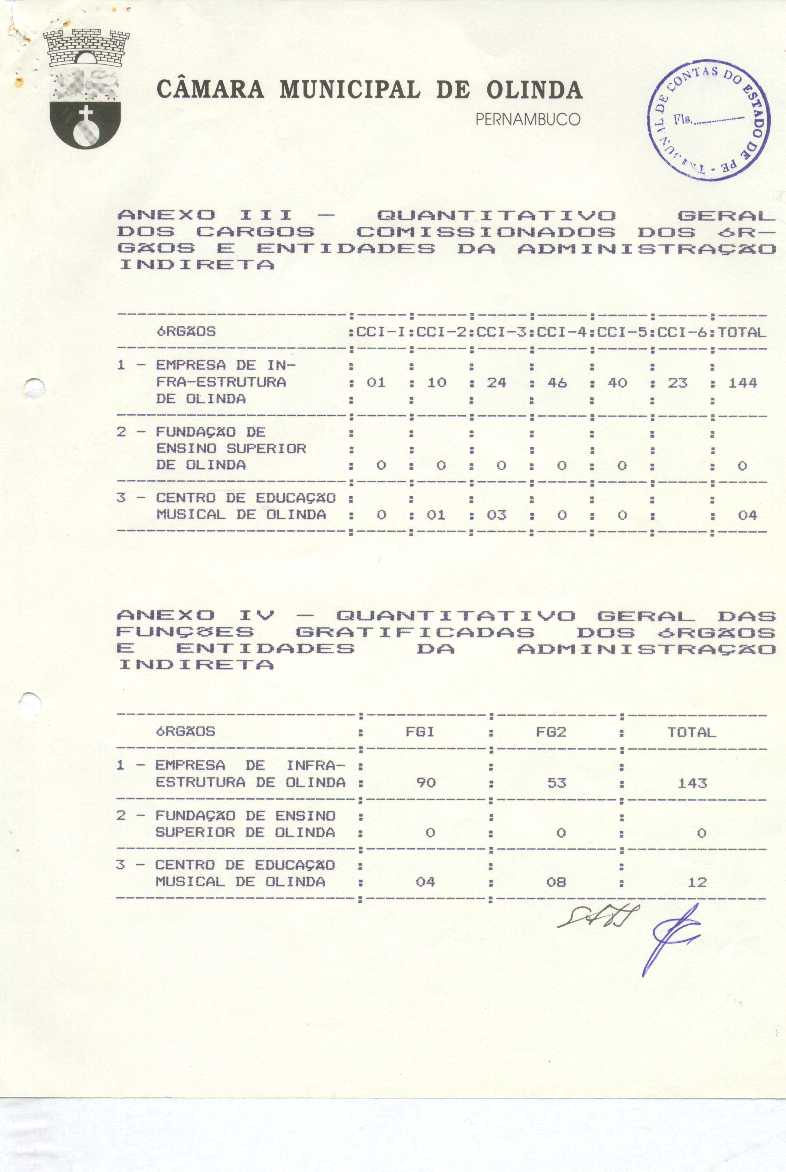 CÂMARA MUNICIPAL DE OLINDA
PERNAMBUCO
TRIBUNAL DE CONTAS DO ESTADO DE PE -
Fls.
ANEXO III - QUANTITATIVO GERAL
DOS CARGOS COMISSIONADOS DOS ÓR-
GÃOS E ENTIDADES DA ADMINISTRAÇÃO
INDIRETA
ÓRGÃOS :CCI-I:CCI-2:CCI-3:CCI-4:CCI-5:CCI-6:TOTAL
1 - EMPRESA DE IN- : : : : : : :
FRA-ESTRUTURA : 01 : 10 : 24 : 46 : 40 : 23 : 144
DE OLINDA : : : : : : :
2 - FUNDAÇÃO DE : : : : : : :
ENSINO SUPERIOR : : : : : : :
DE OLINDA : 0 : 0 : 0 : 0 : 0 : : 0
3 - CENTRO DE EDUCAÇÃO : : : : : : :
MUSICAL DE OLINDA : 0 : 01 : 03 : 0 : 0 : : 04
ANEXO IV - QUANTITATIVO GERAL DAS
FUNÇÕES GRATIFICADAS DOS ÓRGÃOS
E ENTIDADES DA ADMINISTRAÇÃO
INDIRETA
ÓRGÃOS : FGI : FG2 : TOTAL
1 - EMPRESA DE INFRA- : : :
ESTRUTURA DE OLINDA : 90 : 53 : 143
2 - FUNDAÇÃO DE ENSINO : : :
SUPERIOR DE OLINDA : 0 : 0 : 0
3 - CENTRO DE EDUCAÇÃO : : :
MUSICAL DE OLINDA : 04 : 08 : 12